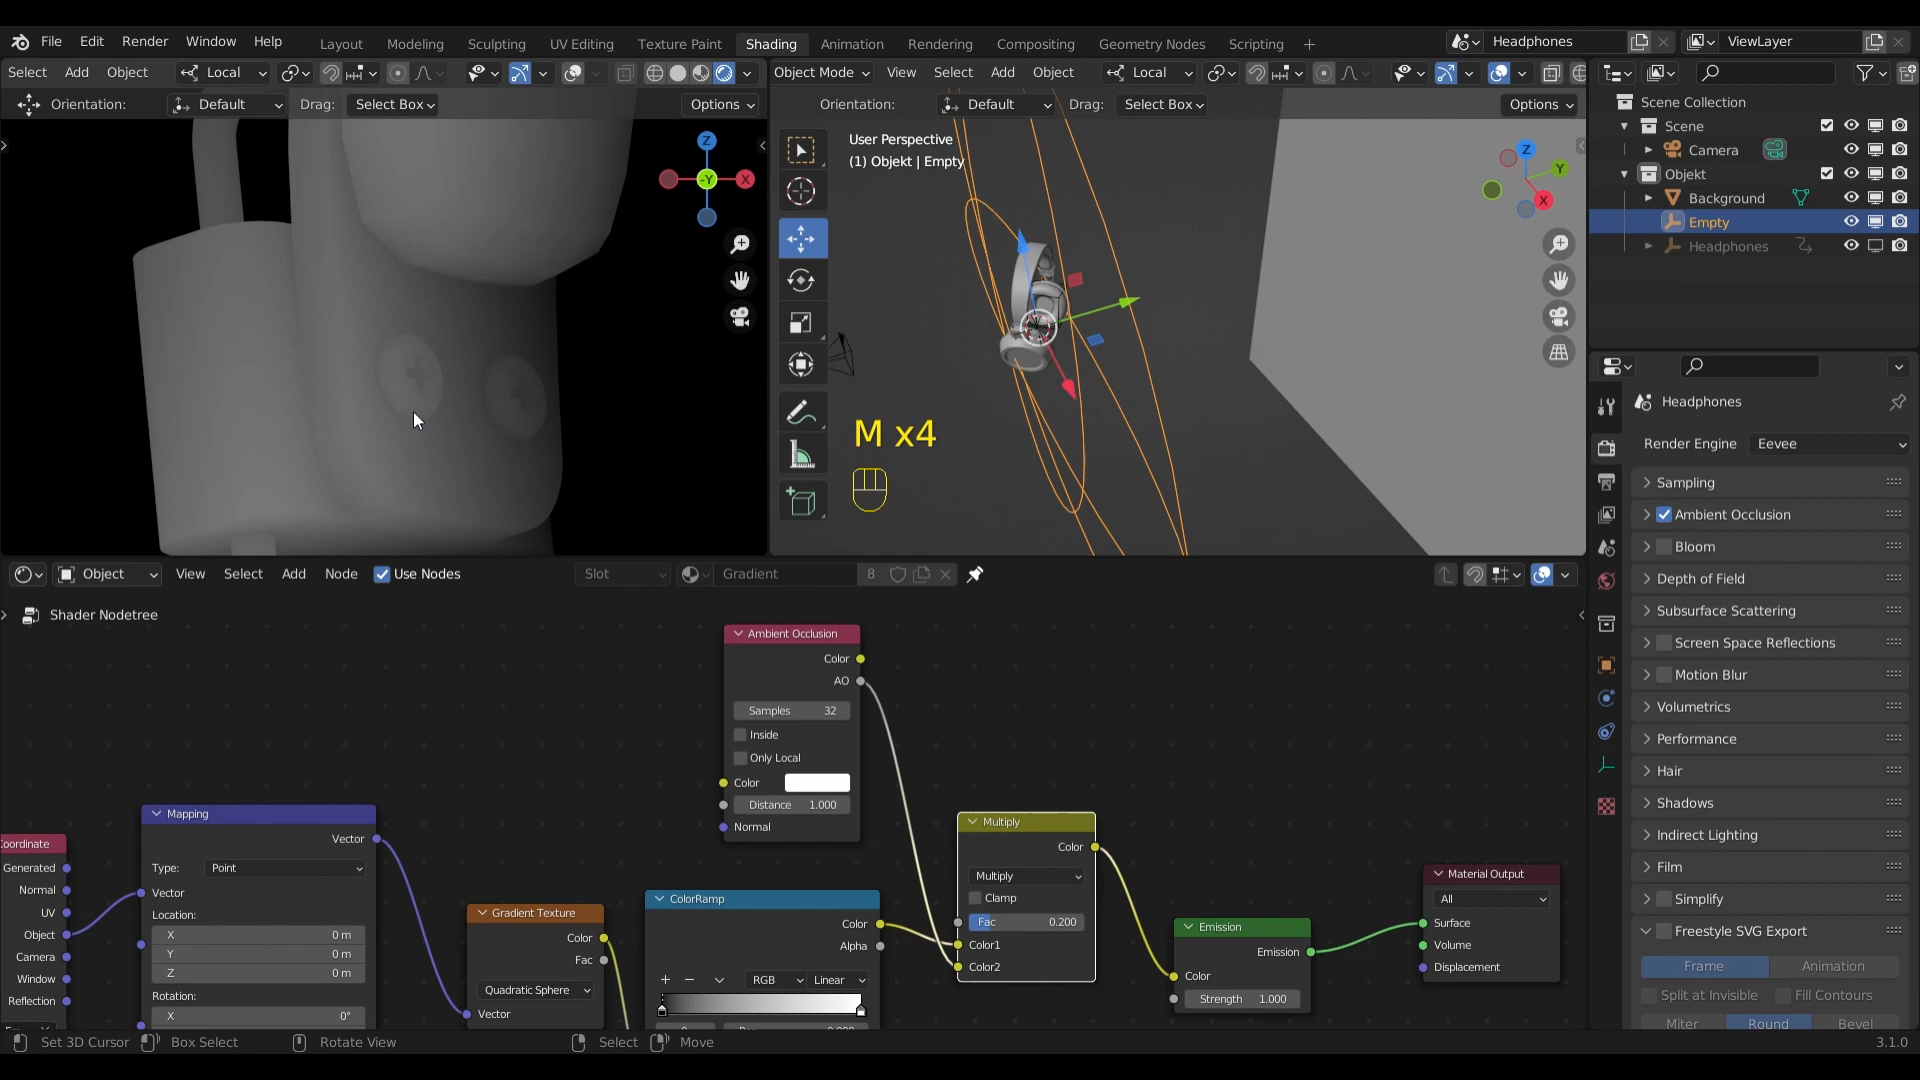 File Edit Render Window Help Layout Modeling Sculpting UV Editing Texture Paint Shading Animation Rendering Compositing Geometry Nodes Scripting + Headphones ViewLayer
Select Add Object Local Object Mode View Select Add Object Local
Orientation: Default Drag: Select Box Options Orientation: Default Drag: Select Box Options
Z
-Y
X
User Perspective
(1) Objekt | Empty
Z
Y
X
M x4
Scene Collection
Scene
Camera
Objekt
Background
Empty
Headphones
Headphones
Render Engine Eevee
Sampling
Ambient Occlusion
Bloom
Depth of Field
Subsurface Scattering
Screen Space Reflections
Motion Blur
Volumetrics
Performance
Hair
Shadows
Indirect Lighting
Film
Simplify
Freestyle SVG Export
Frame Animation
Split at Invisible Fill Contours
Miter Round Bevel
Object View Select Add Node Use Nodes Slot Gradient 8
Shader Nodetree
Ambient Occlusion
Color
AO
Samples 32
Inside
Only Local
Color
Distance 1.000
Normal
oordinate
Generated
Normal
UV
Object
Camera
Window
Reflection
Mapping
Vector
Type: Point
Vector
Location:
X 0 m
Y 0 m
Z 0 m
Rotation:
X 0°
Gradient Texture
Color
Fac
Quadratic Sphere
Vector
ColorRamp
Color
Alpha
+ − RGB Linear
Multiply
Color
Multiply
Clamp
Fac 0.200
Color1
Color2
Emission
Emission
Color
Strength 1.000
Material Output
All
Surface
Volume
Displacement
Set 3D Cursor Box Select Rotate View Select Move 3.1.0